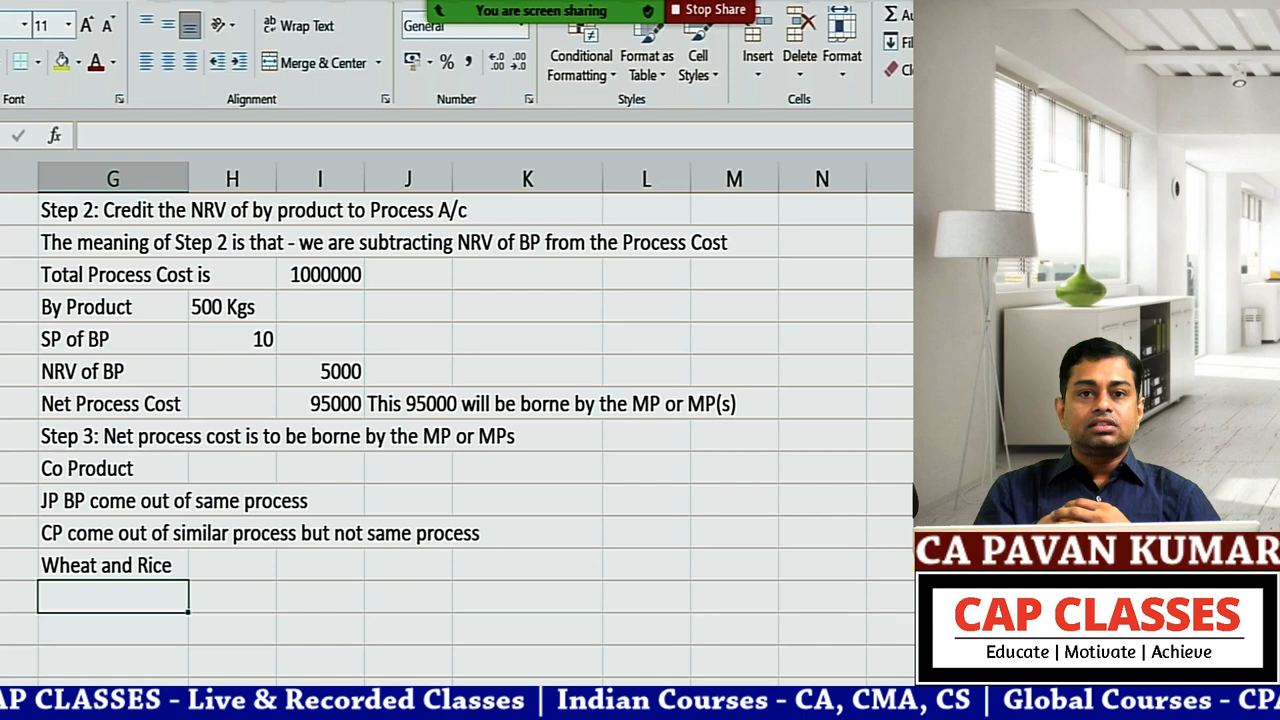 You are screen sharing
Stop Share
11 A A
ab Wrap Text
General
Σ Au
Merge & Center
% ,
Conditional Formatting
Format as Table
Cell Styles
Insert
Delete
Format
Fil
Cl
Font
Alignment
Number
Styles
Cells
fx
G H I J K L M N
Step 2: Credit the NRV of by product to Process A/c
The meaning of Step 2 is that - we are subtracting NRV of BP from the Process Cost
Total Process Cost is 1000000
By Product 500 Kgs
SP of BP 10
NRV of BP 5000
Net Process Cost 95000 This 95000 will be borne by the MP or MP(s)
Step 3: Net process cost is to be borne by the MP or MPs
Co Product
JP BP come out of same process
CP come out of similar process but not same process
Wheat and Rice
CA PAVAN KUMAR
CAP CLASSES
Educate | Motivate | Achieve
AP CLASSES - Live & Recorded Classes | Indian Courses - CA, CMA, CS | Global Courses - CPA